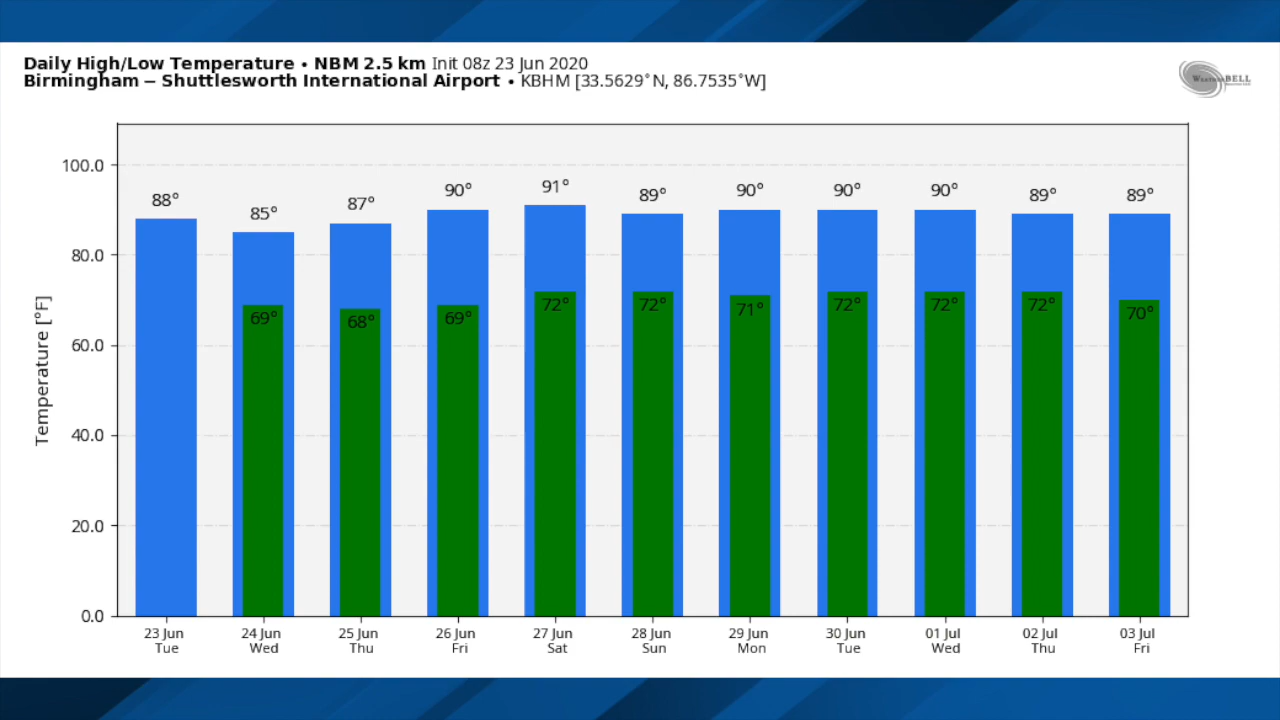 Daily High/Low Temperature • NBM 2.5 km Init 08z 23 Jun 2020
Birmingham – Shuttlesworth International Airport • KBHM [33.5629°N, 86.7535°W]
WeatherBELL
100.0
80.0
60.0
40.0
20.0
0.0
Temperature [°F]
88° 85° 87° 90° 91° 89° 90° 90° 90° 89° 89°
69° 68° 69° 72° 72° 71° 72° 72° 72° 70°
23 Jun 24 Jun 25 Jun 26 Jun 27 Jun 28 Jun 29 Jun 30 Jun 01 Jul 02 Jul 03 Jul
Tue Wed Thu Fri Sat Sun Mon Tue Wed Thu Fri